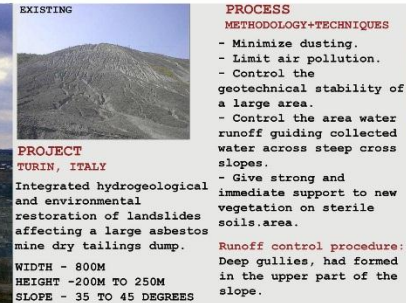 EXISTING
PROJECT
TURIN, ITALY
Integrated hydrogeological
and environmental
restoration of landslides
affecting a large asbestos
mine dry tailings dump.
WIDTH - 800M
HEIGHT -200M TO 250M
SLOPE - 35 TO 45 DEGREES
PROCESS
METHODOLOGY+TECHNIQUES
- Minimize dusting.
- Limit air pollution.
- Control the
geotechnical stability of
a large area.
- Control the area water
runoff guiding collected
water across steep cross
slopes.
- Give strong and
immediate support to new
vegetation on sterile
soils.area.
Runoff control procedure:
Deep gullies, had formed
in the upper part of the
slope.